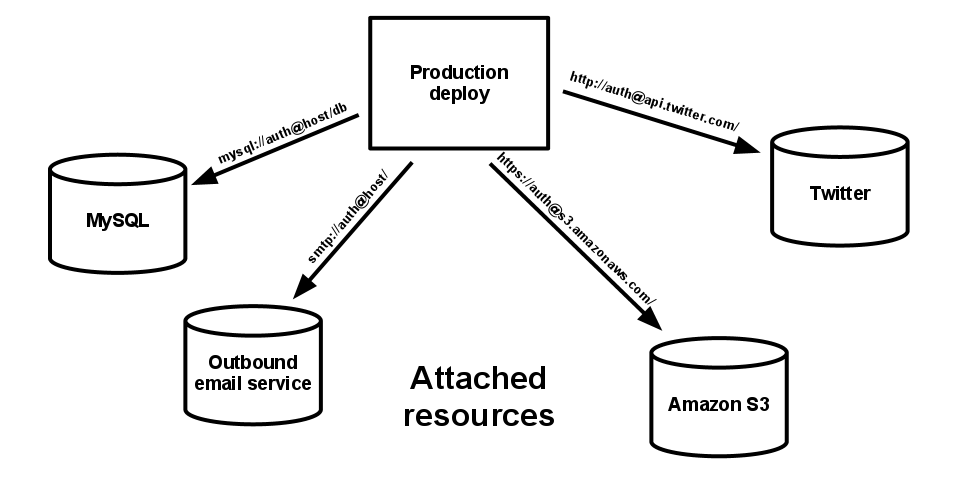 Production
deploy
mysql://auth@host/db
http://auth@api.twitter.com/
smtp://auth@host/
https://auth@s3.amazonaws.com/
MySQL
Twitter
Outbound
email service
Amazon S3
Attached
resources